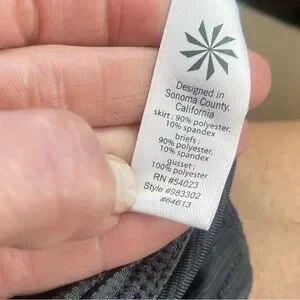 Designed in
Sonoma County,
California
skirt: 90% polyester,
10% spandex
briefs:
90% polyester,
10% spandex
gusset:
100% polyester
RN #54023
Style #983302
#64613